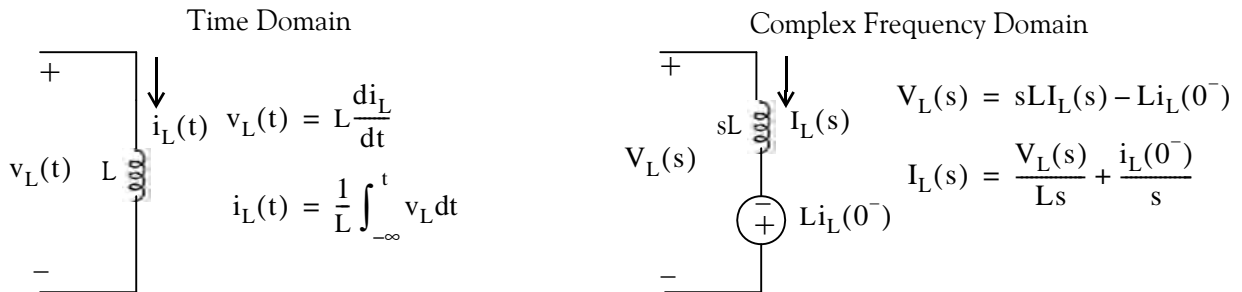 Time Domain
Complex Frequency Domain
+
i_L(t)
v_L(t) = L di_L/dt
v_L(t)
L
i_L(t) = 1/L ∫_{-∞}^{t} v_L dt
−
+
sL
I_L(s)
V_L(s) = sLI_L(s) − Li_L(0⁻)
V_L(s)
I_L(s) = V_L(s)/Ls + i_L(0⁻)/s
−
+
Li_L(0⁻)
−